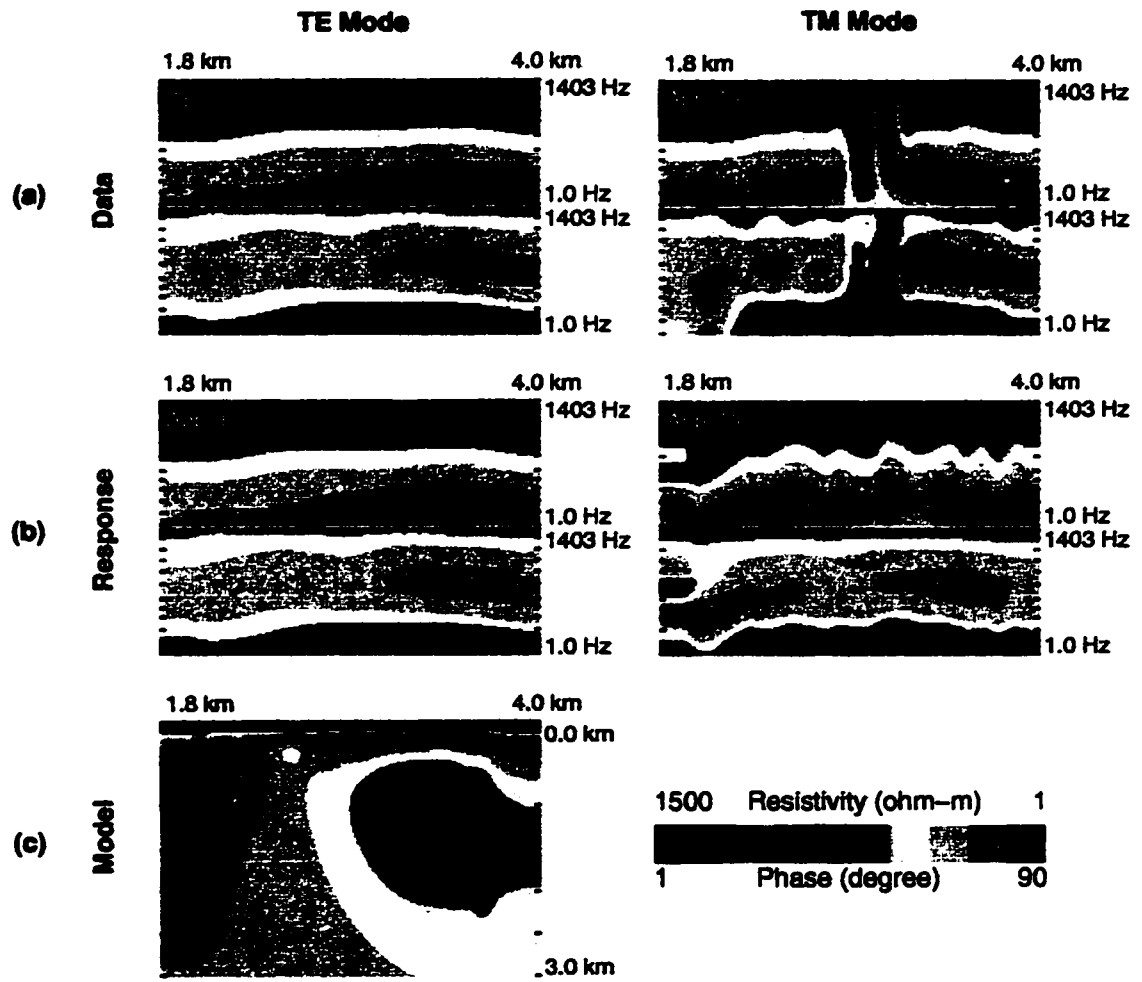 TE Mode
TM Mode
1.8 km
4.0 km
1.8 km
4.0 km
1403 Hz
1403 Hz
(a)
Data
1.0 Hz
1.0 Hz
1403 Hz
1403 Hz
1.0 Hz
1.0 Hz
1.8 km
4.0 km
1.8 km
4.0 km
1403 Hz
1403 Hz
(b)
Response
1.0 Hz
1.0 Hz
1403 Hz
1403 Hz
1.0 Hz
1.0 Hz
1.8 km
4.0 km
0.0 km
(c)
Model
3.0 km
1500 Resistivity (ohm–m) 1
1 Phase (degree) 90